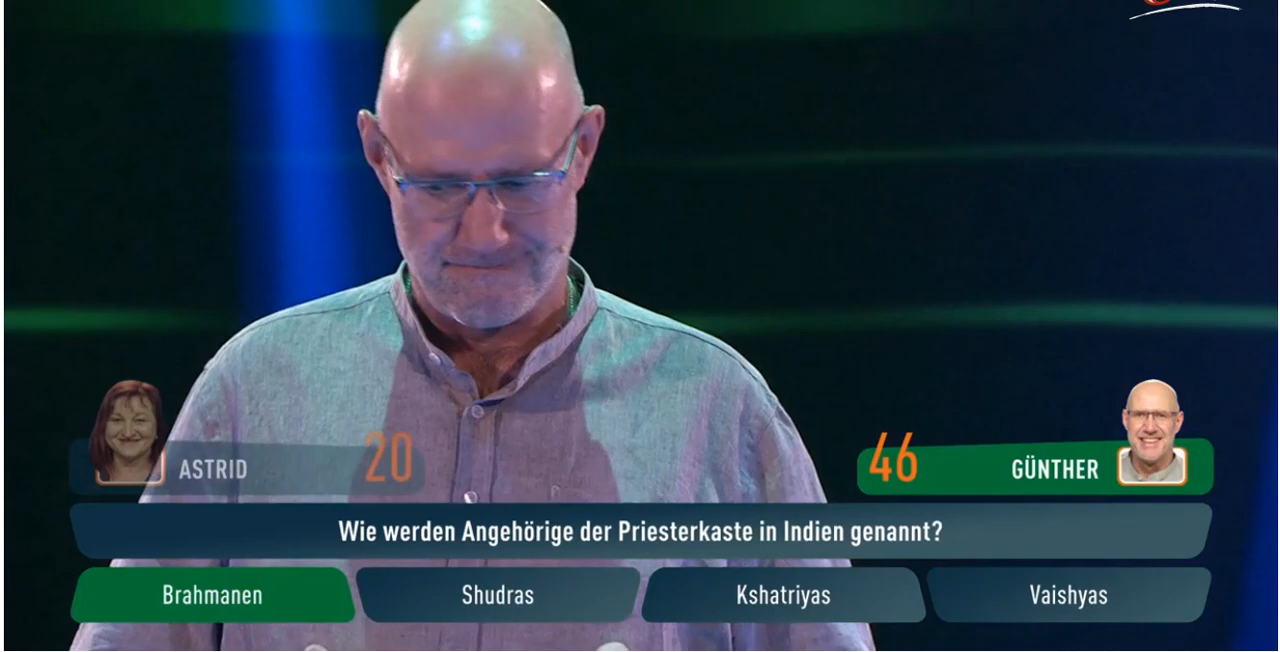 ASTRID 20
46 GÜNTHER
Wie werden Angehörige der Priesterkaste in Indien genannt?
Brahmanen Shudras Kshatriyas Vaishyas